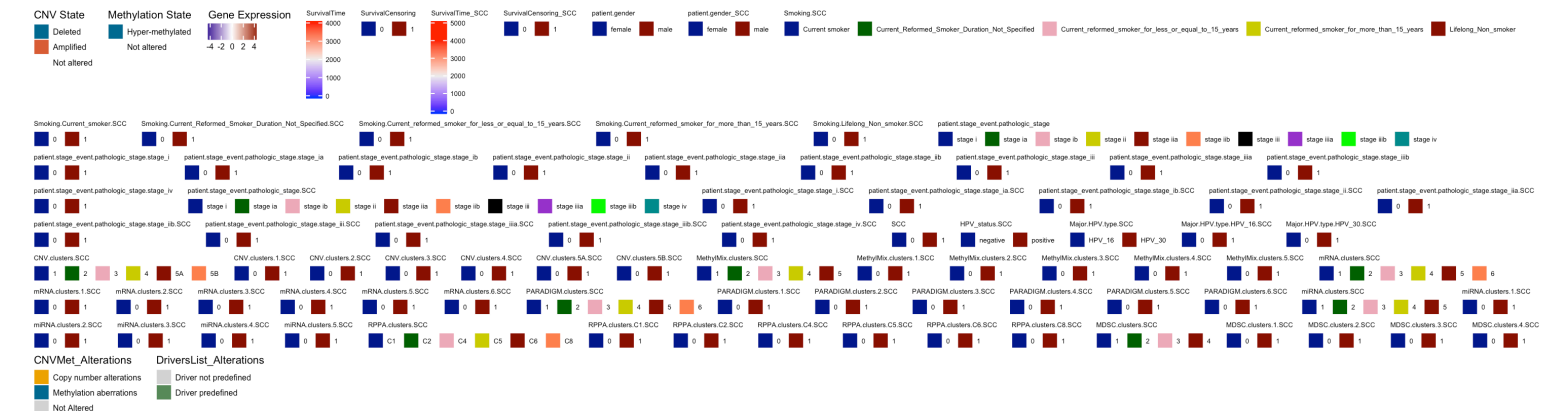 CNV State Methylation State Gene Expression SurvivalTime SurvivalCensoring SurvivalTime_SCC SurvivalCensoring_SCC patient.gender patient.gender_SCC Smoking.SCC
Deleted Hyper-methylated 4000 0 1 5000 0 1 female male female male Current smoker Current_Reformed_Smoker_Duration_Not_Specified Current_reformed_smoker_for_less_or_equal_to_15_years Current_reformed_smoker_for_more_than_15_years Lifelong_Non_smoker
Amplified Not altered -4 -2 0 2 4 3000 4000
Not altered 2000 3000
1000 2000
0 1000
0
Smoking.Current_smoker.SCC Smoking.Current_Reformed_Smoker_Duration_Not_Specified.SCC Smoking.Current_reformed_smoker_for_less_or_equal_to_15_years.SCC Smoking.Current_reformed_smoker_for_more_than_15_years.SCC Smoking.Lifelong_Non_smoker.SCC patient.stage_event.pathologic_stage
0 1 0 1 0 1 0 1 0 1 stage i stage ia stage ib stage ii stage iia stage iib stage iii stage iiia stage iiib stage iv
patient.stage_event.pathologic_stage.stage_i patient.stage_event.pathologic_stage.stage_ia patient.stage_event.pathologic_stage.stage_ib patient.stage_event.pathologic_stage.stage_ii patient.stage_event.pathologic_stage.stage_iia patient.stage_event.pathologic_stage.stage_iib patient.stage_event.pathologic_stage.stage_iii patient.stage_event.pathologic_stage.stage_iiia patient.stage_event.pathologic_stage.stage_iiib
0 1 0 1 0 1 0 1 0 1 0 1 0 1 0 1 0 1
patient.stage_event.pathologic_stage.stage_iv patient.stage_event.pathologic_stage.SCC patient.stage_event.pathologic_stage.stage_i.SCC patient.stage_event.pathologic_stage.stage_ia.SCC patient.stage_event.pathologic_stage.stage_ib.SCC patient.stage_event.pathologic_stage.stage_ii.SCC patient.stage_event.pathologic_stage.stage_iia.SCC
0 1 stage i stage ia stage ib stage ii stage iia stage iib stage iii stage iiia stage iiib stage iv 0 1 0 1 0 1 0 1 0 1
patient.stage_event.pathologic_stage.stage_iib.SCC patient.stage_event.pathologic_stage.stage_iii.SCC patient.stage_event.pathologic_stage.stage_iiia.SCC patient.stage_event.pathologic_stage.stage_iiib.SCC patient.stage_event.pathologic_stage.stage_iv.SCC SCC HPV_status.SCC Major.HPV.type.SCC Major.HPV.type.HPV_16.SCC Major.HPV.type.HPV_30.SCC
0 1 0 1 0 1 0 1 0 1 0 1 negative positive HPV_16 HPV_30 0 1 0 1
CNV.clusters.SCC CNV.clusters.1.SCC CNV.clusters.2.SCC CNV.clusters.3.SCC CNV.clusters.4.SCC CNV.clusters.5A.SCC CNV.clusters.5B.SCC MethylMix.clusters.SCC MethylMix.clusters.1.SCC MethylMix.clusters.2.SCC MethylMix.clusters.3.SCC MethylMix.clusters.4.SCC MethylMix.clusters.5.SCC mRNA.clusters.SCC
1 2 3 4 5A 5B 0 1 0 1 0 1 0 1 0 1 0 1 1 2 3 4 5 0 1 0 1 0 1 0 1 0 1 1 2 3 4 5 6
mRNA.clusters.1.SCC mRNA.clusters.2.SCC mRNA.clusters.3.SCC mRNA.clusters.4.SCC mRNA.clusters.5.SCC mRNA.clusters.6.SCC PARADIGM.clusters.SCC PARADIGM.clusters.1.SCC PARADIGM.clusters.2.SCC PARADIGM.clusters.3.SCC PARADIGM.clusters.4.SCC PARADIGM.clusters.5.SCC PARADIGM.clusters.6.SCC miRNA.clusters.SCC miRNA.clusters.1.SCC
0 1 0 1 0 1 0 1 0 1 0 1 1 2 3 4 5 6 0 1 0 1 0 1 0 1 0 1 0 1 1 2 3 4 5 0 1
miRNA.clusters.2.SCC miRNA.clusters.3.SCC miRNA.clusters.4.SCC miRNA.clusters.5.SCC RPPA.clusters.SCC RPPA.clusters.C1.SCC RPPA.clusters.C2.SCC RPPA.clusters.C4.SCC RPPA.clusters.C5.SCC RPPA.clusters.C6.SCC RPPA.clusters.C8.SCC MDSC.clusters.SCC MDSC.clusters.1.SCC MDSC.clusters.2.SCC MDSC.clusters.3.SCC MDSC.clusters.4.SCC
0 1 0 1 0 1 0 1 C1 C2 C4 C5 C6 C8 0 1 0 1 0 1 0 1 0 1 0 1 1 2 3 4 0 1 0 1 0 1 0 1
CNVMet_Alterations DriversList_Alterations
Copy number alterations Driver not predefined
Methylation aberrations Driver predefined
Not Altered